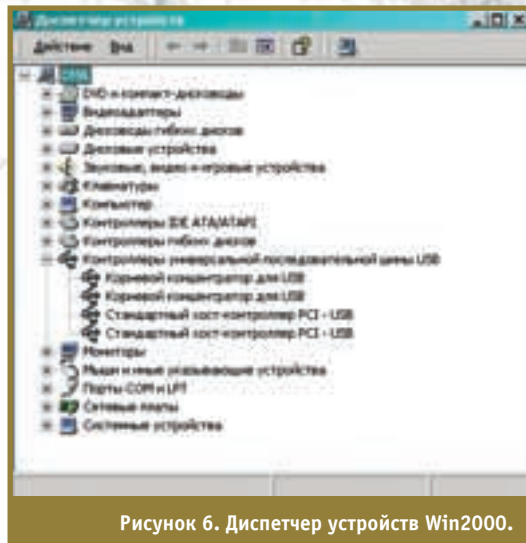 Диспетчер устройств
Действие Вид
DVD и компакт-дисководы
Видеоадаптеры
Дисководы гибких дисков
Дисковые устройства
Звуковые, видео и игровые устройства
Клавиатуры
Компьютер
Контроллеры IDE ATA/ATAPI
Контроллеры гибких дисков
Контроллеры универсальной последовательной шины USB
Корневой концентратор для USB
Корневой концентратор для USB
Стандартный хост-контроллер PCI - USB
Стандартный хост-контроллер PCI - USB
Мониторы
Мыши и иные указывающие устройства
Порты COM и LPT
Сетевые платы
Системные устройства
Рисунок 6. Диспетчер устройств Win2000.